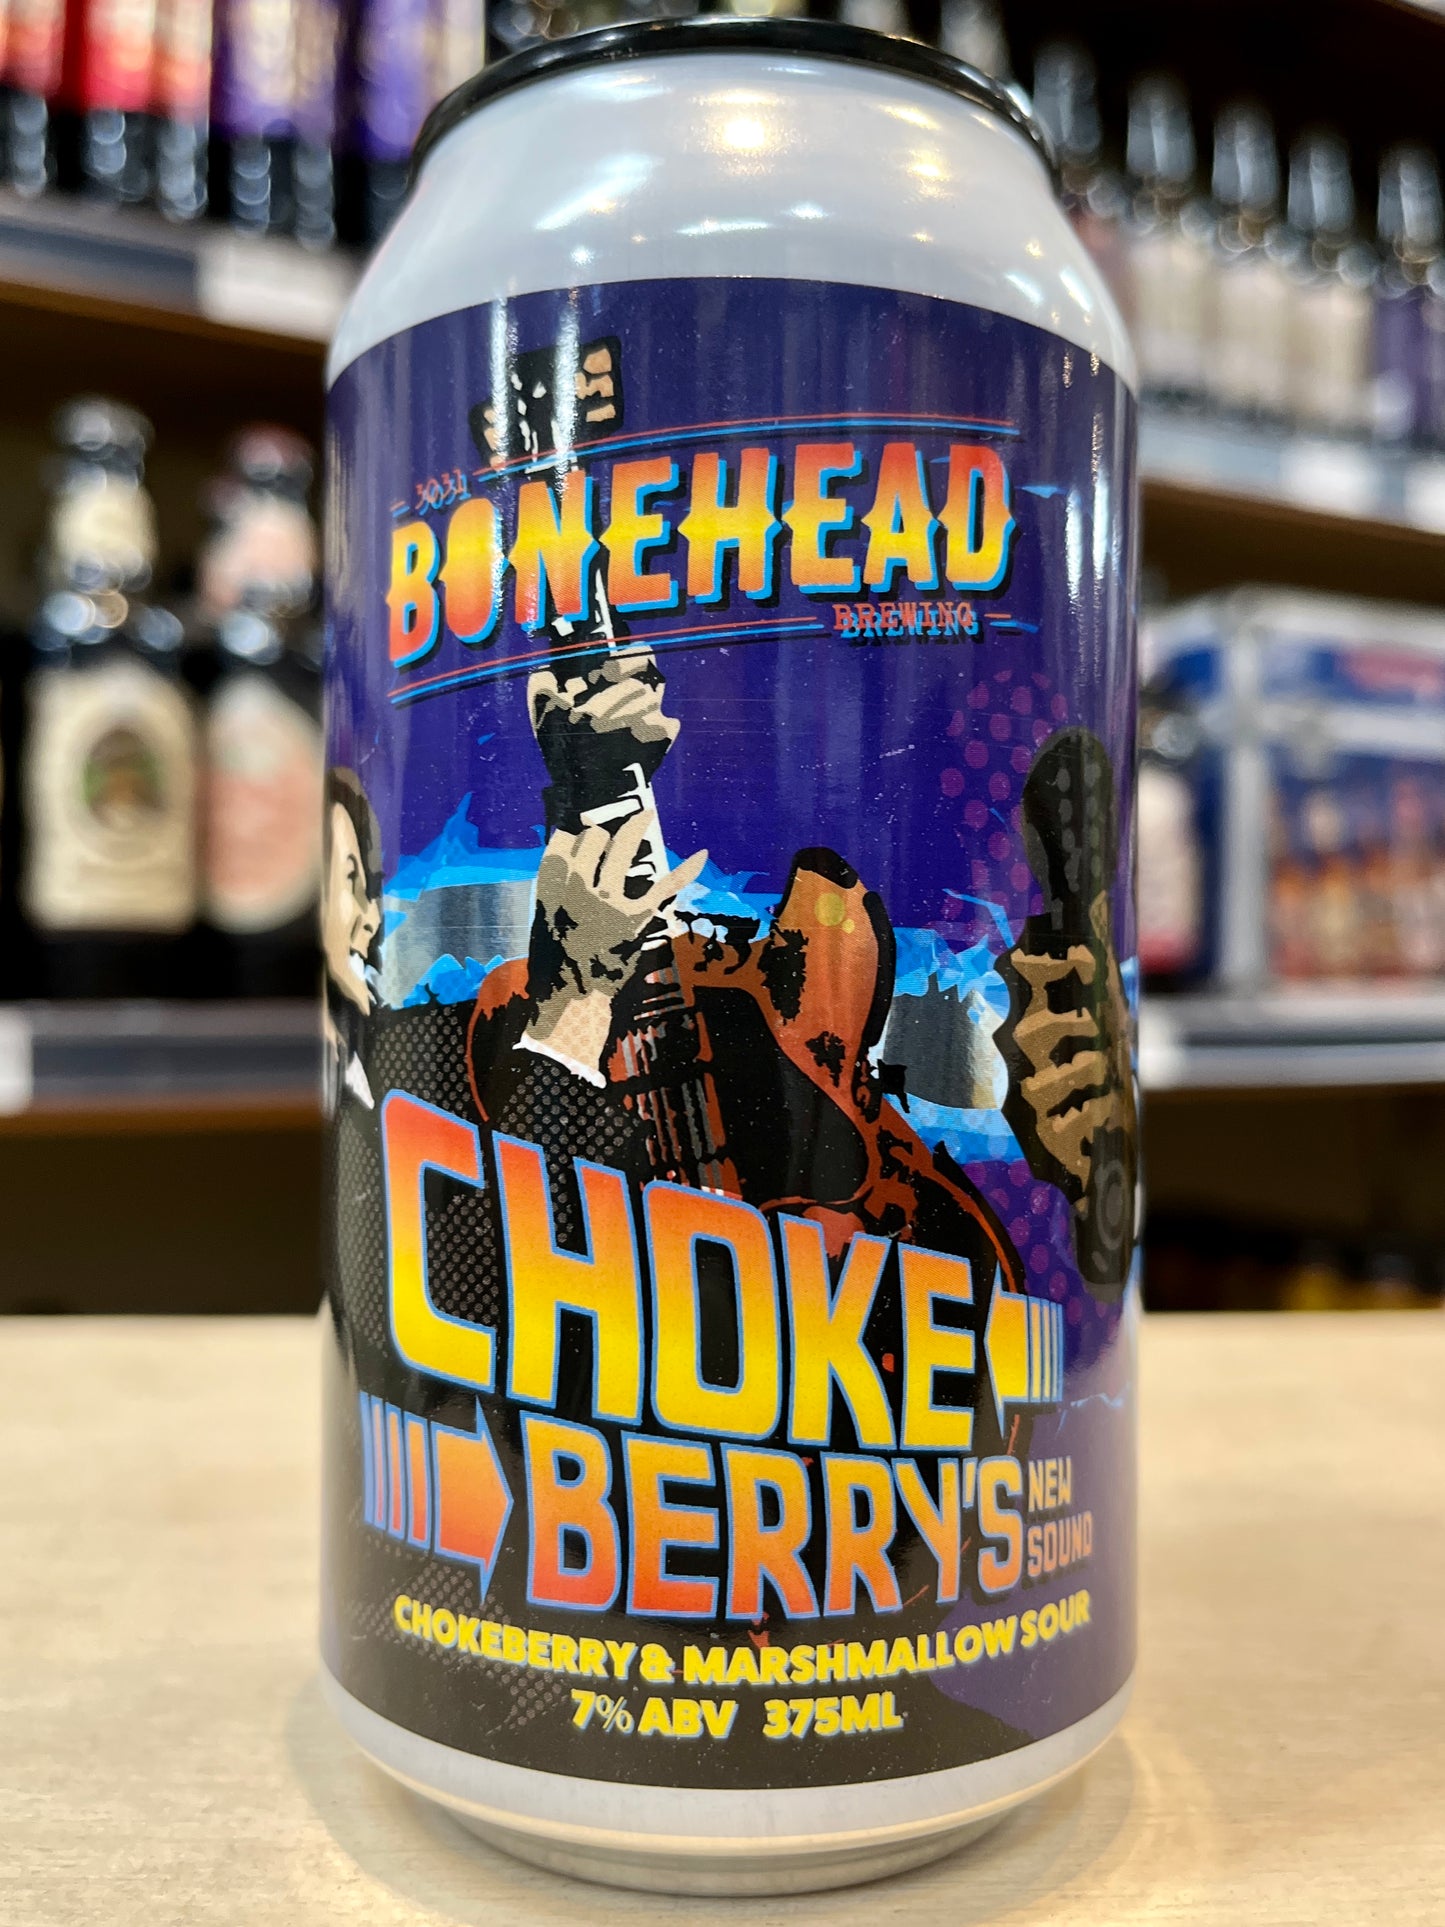 3031
BONEHEAD
BREWING
CHOKE
BERRY'S
NEW
SOUND
CHOKEBERRY & MARSHMALLOW SOUR
7% ABV 375ML